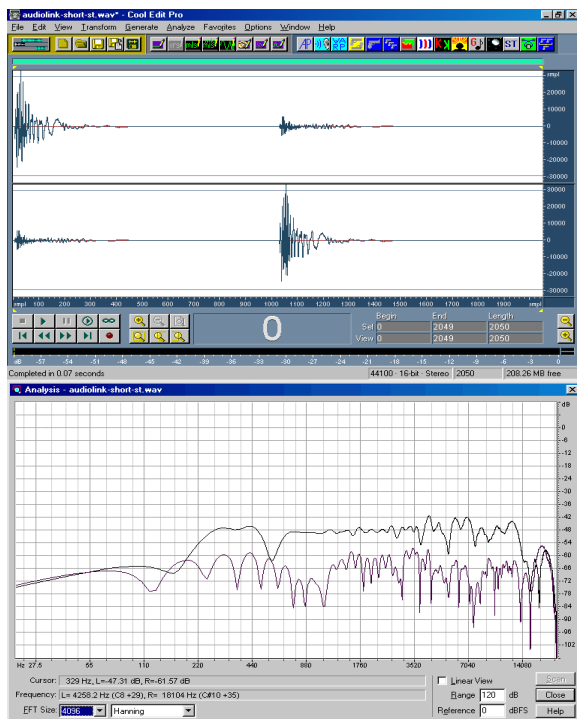 audiolink-short-st.wav* - Cool Edit Pro
File Edit View Transform Generate Analyze Favorites Options Window Help
smpl
20000
10000
0
-10000
-20000
-30000
30000
20000
10000
0
-10000
-20000
-30000
smpl 100 200 300 400 500 600 700 800 900 1000 1100 1200 1300 1400 1500 1600 1700 1800 1900 smpl
0
Begin End Length
Sel 0 2049 2050
View 0 2049 2050
dB -57 -54 -51 -48 -45 -42 -39 -36 -33 -30 -27 -24 -21 -18 -15 -12 -9 -6 -3 0
Completed in 0.07 seconds 44100 · 16-bit · Stereo 2050 208.26 MB free
Analysis - audiolink-short-st.wav
dB
-0
-6
-12
-18
-24
-30
-36
-42
-48
-54
-60
-66
-72
-78
-84
-90
-96
-102
Hz 27.5 55 110 220 440 880 1760 3520 7040 14080
Cursor: 329 Hz, L=-47.31 dB, R=-61.57 dB Linear View Scan
Frequency: L= 4258.2 Hz (C8 +29), R= 18104 Hz (C#10 +35) Range 120 dB Close
FFT Size: 4096 Hanning Reference 0 dBFS Help